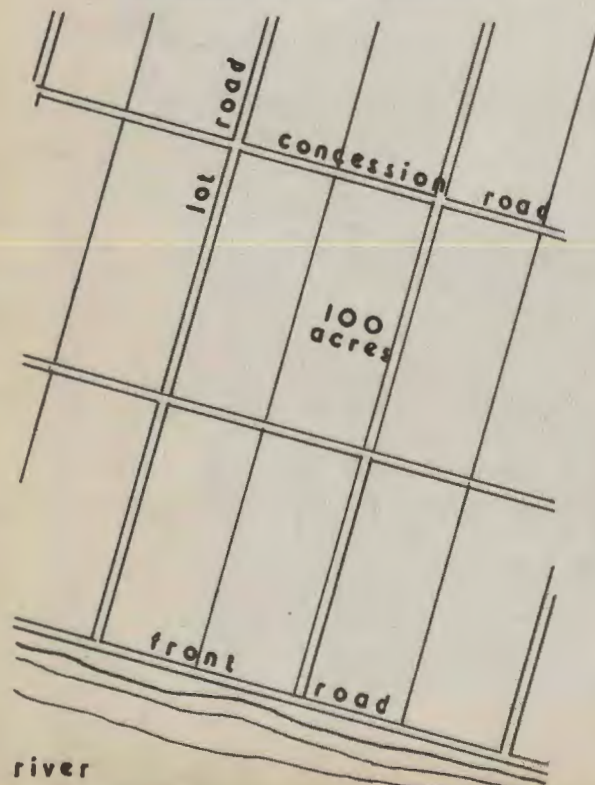 lot road
concession road
100
acres
front road
river